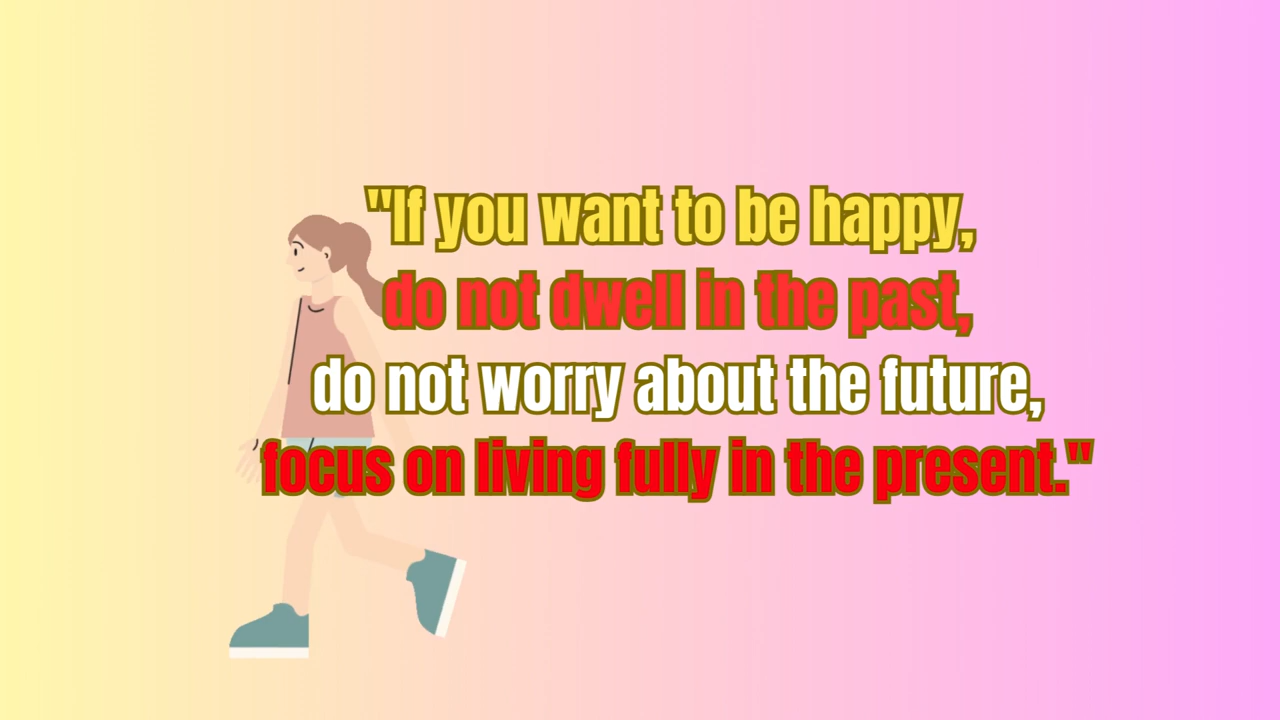 "If you want to be happy,
do not dwell in the past,
do not worry about the future,
focus on living fully in the present."